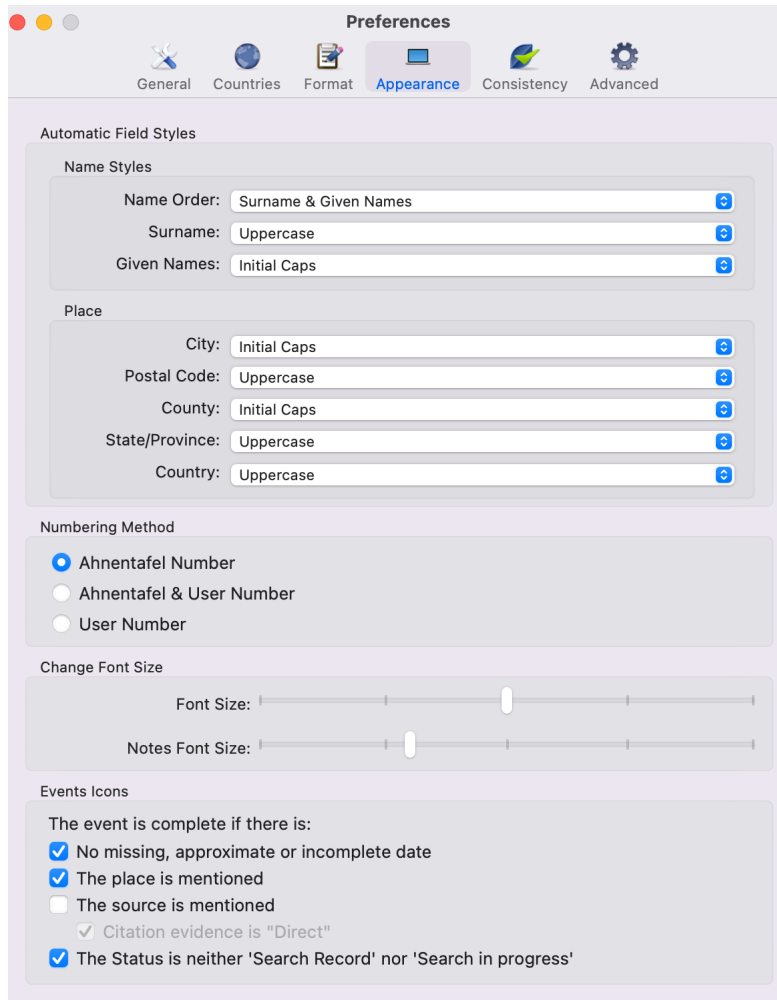 Preferences
General Countries Format Appearance Consistency Advanced
Automatic Field Styles
Name Styles
Name Order: Surname & Given Names
Surname: Uppercase
Given Names: Initial Caps
Place
City: Initial Caps
Postal Code: Uppercase
County: Initial Caps
State/Province: Uppercase
Country: Uppercase
Numbering Method
Ahnentafel Number
Ahnentafel & User Number
User Number
Change Font Size
Font Size:
Notes Font Size:
Events Icons
The event is complete if there is:
No missing, approximate or incomplete date
The place is mentioned
The source is mentioned
Citation evidence is "Direct"
The Status is neither 'Search Record' nor 'Search in progress'